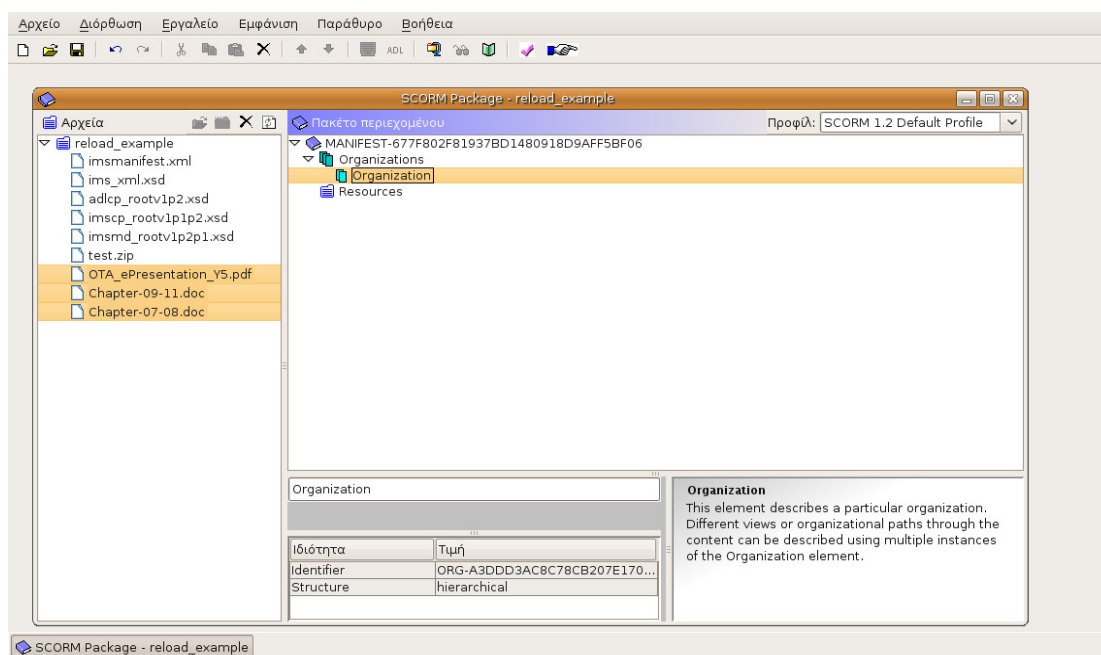 Αρχείο Διόρθωση Εργαλείο Εμφάνιση Παράθυρο Βοήθεια
ADL
SCORM Package - reload_example
Αρχεία
Πακέτο περιεχομένου
Προφίλ: SCORM 1.2 Default Profile
reload_example
imsmanifest.xml
ims_xml.xsd
adlcp_rootv1p2.xsd
imscp_rootv1p1p2.xsd
imsmd_rootv1p2p1.xsd
test.zip
OTA_ePresentation_Y5.pdf
Chapter-09-11.doc
Chapter-07-08.doc
MANIFEST-677F802F81937BD1480918D9AFF5BF06
Organizations
Organization
Resources
Organization
Ιδιότητα Τιμή
Identifier ORG-A3DDD3AC8C78CB207E170...
Structure hierarchical
Organization
This element describes a particular organization.
Different views or organizational paths through the
content can be described using multiple instances
of the Organization element.
SCORM Package - reload_example